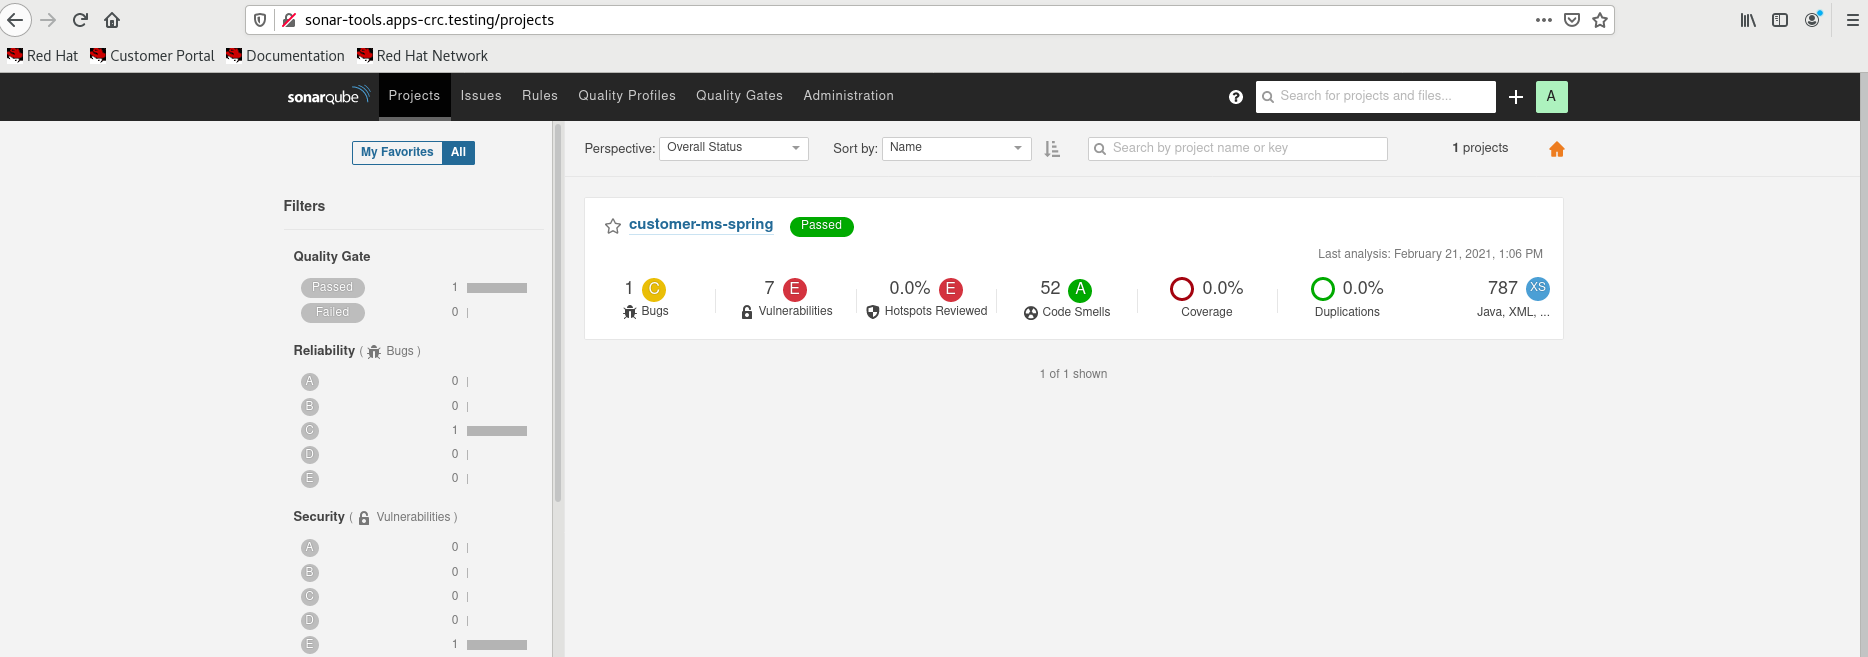 sonar-tools.apps-crc.testing/projects
Red Hat Customer Portal Documentation Red Hat Network
sonarqube Projects Issues Rules Quality Profiles Quality Gates Administration ? Search for projects and files... A
My Favorites All
Perspective: Overall Status Sort by: Name Search by project name or key 1 projects
Filters
Quality Gate
Passed 1
Failed 0
Reliability ( Bugs )
A 0
B 0
C 1
D 0
E 0
Security ( Vulnerabilities )
A 0
B 0
C 0
D 0
E 1
customer-ms-spring Passed
Last analysis: February 21, 2021, 1:06 PM
1 C 7 E 0.0% E 52 A 0.0% 0.0% 787 XS
Bugs Vulnerabilities Hotspots Reviewed Code Smells Coverage Duplications Java, XML, ...
1 of 1 shown